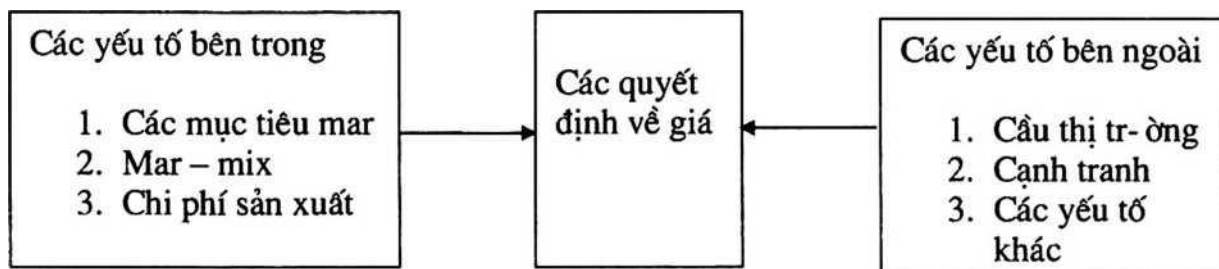 Các yếu tố bên trong
1. Các mục tiêu mar
2. Mar – mix
3. Chi phí sản xuất
Các quyết
định về giá
Các yếu tố bên ngoài
1. Cầu thị tr- ờng
2. Cạnh tranh
3. Các yếu tố
khác